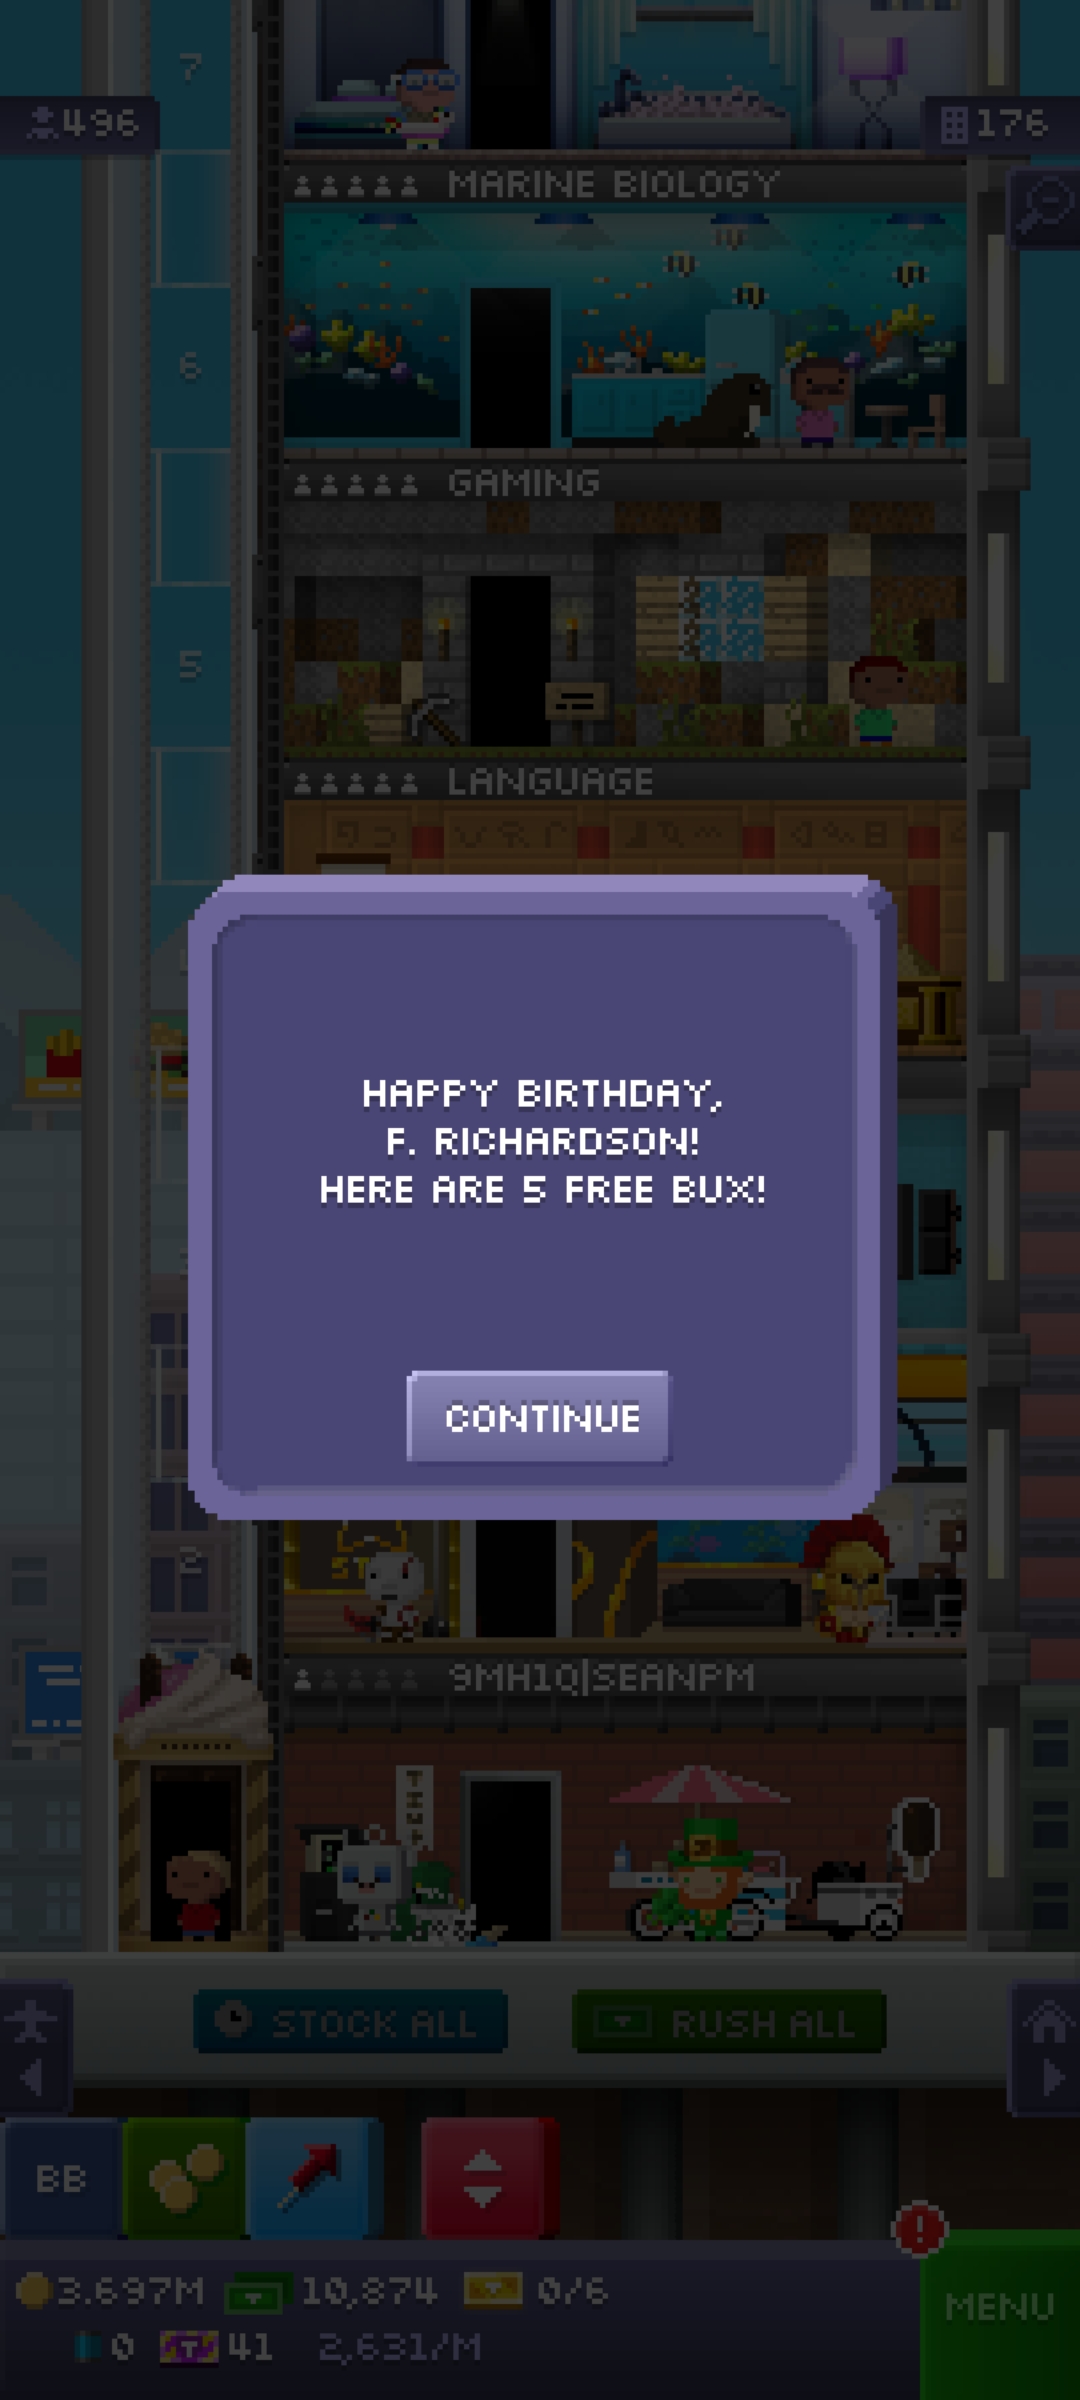 7
496
176
MARINE BIOLOGY
6
GAMING
5
LANGUAGE
HAPPY BIRTHDAY,
F. RICHARDSON!
HERE ARE 5 FREE BUX!
CONTINUE
2
9MH1Q|SEANPM
STOCK ALL
RUSH ALL
BB
!
3.697M
10,874
0/6
MENU
0
41
2,631/M